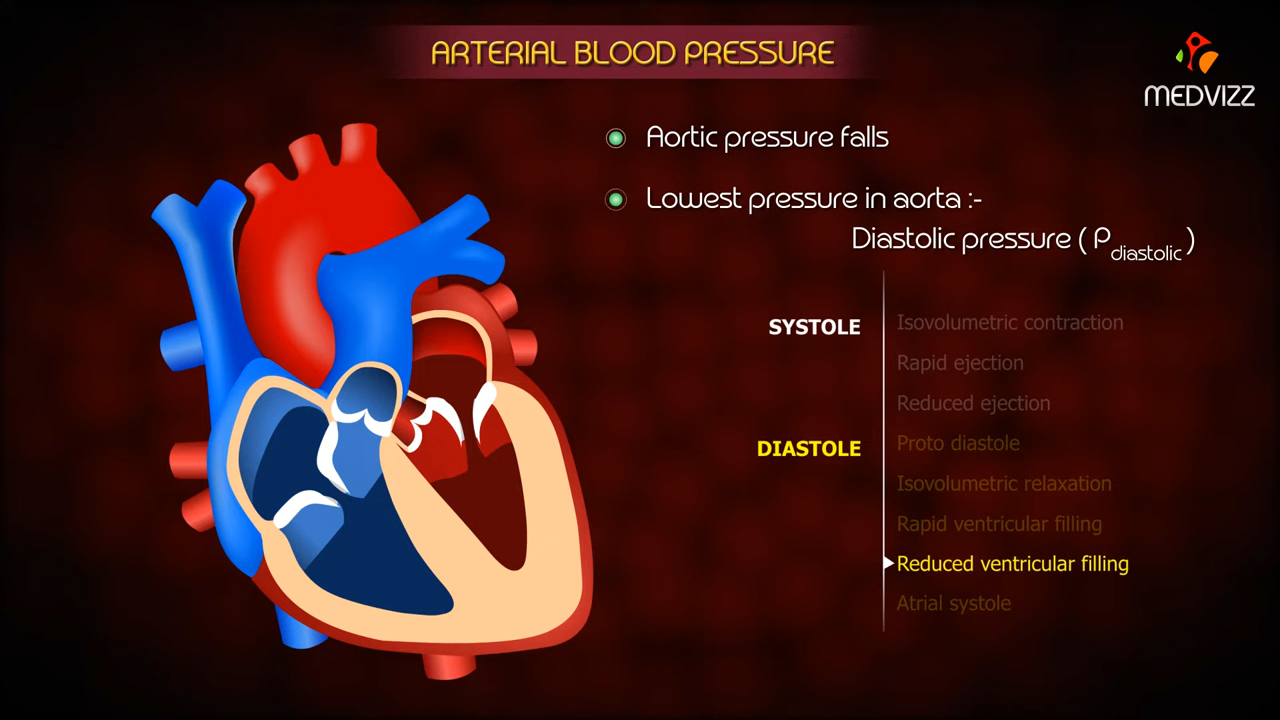 ARTERIAL BLOOD PRESSURE
MEDVIZZ
Aortic pressure falls
Lowest pressure in aorta :-
Diastolic pressure ( P diastolic )
SYSTOLE
Isovolumetric contraction
Rapid ejection
Reduced ejection
DIASTOLE
Proto diastole
Isovolumetric relaxation
Rapid ventricular filling
Reduced ventricular filling
Atrial systole